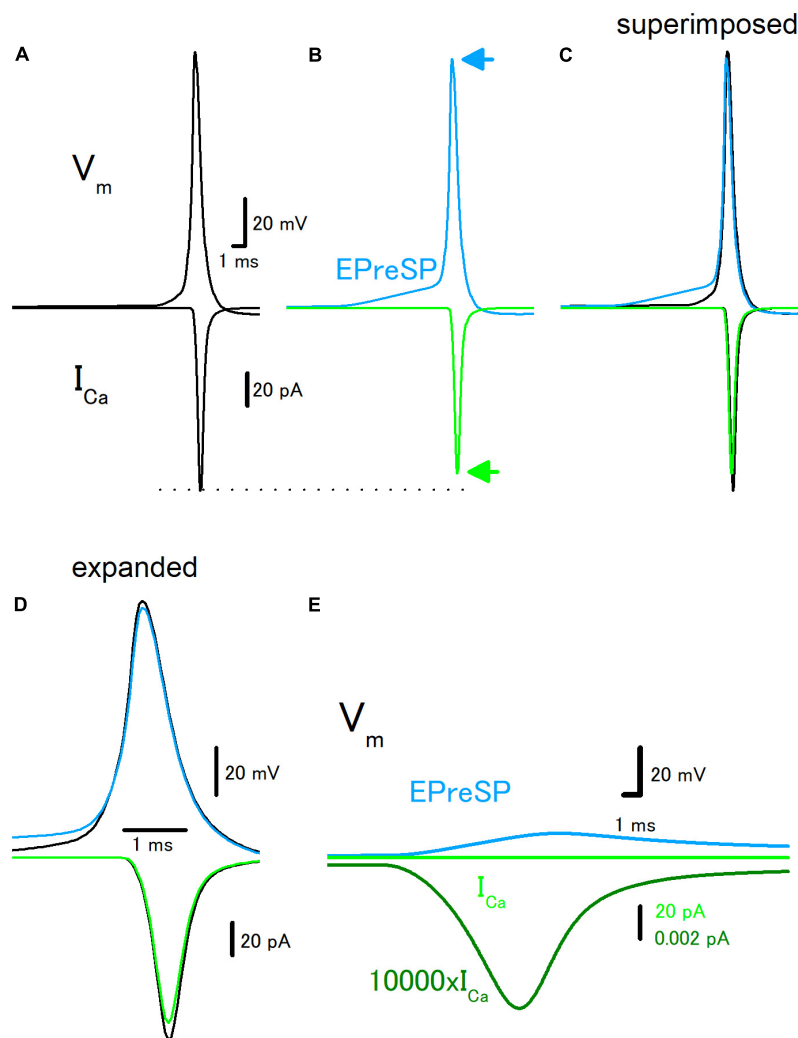 superimposed
A
B
C
V
m
20 mV
1 ms
EPreSP
I
Ca
20 pA
expanded
D
E
V
m
20 mV
1 ms
EPreSP
20 mV
1 ms
I
Ca
20 pA
20 pA
0.002 pA
10000xI
Ca